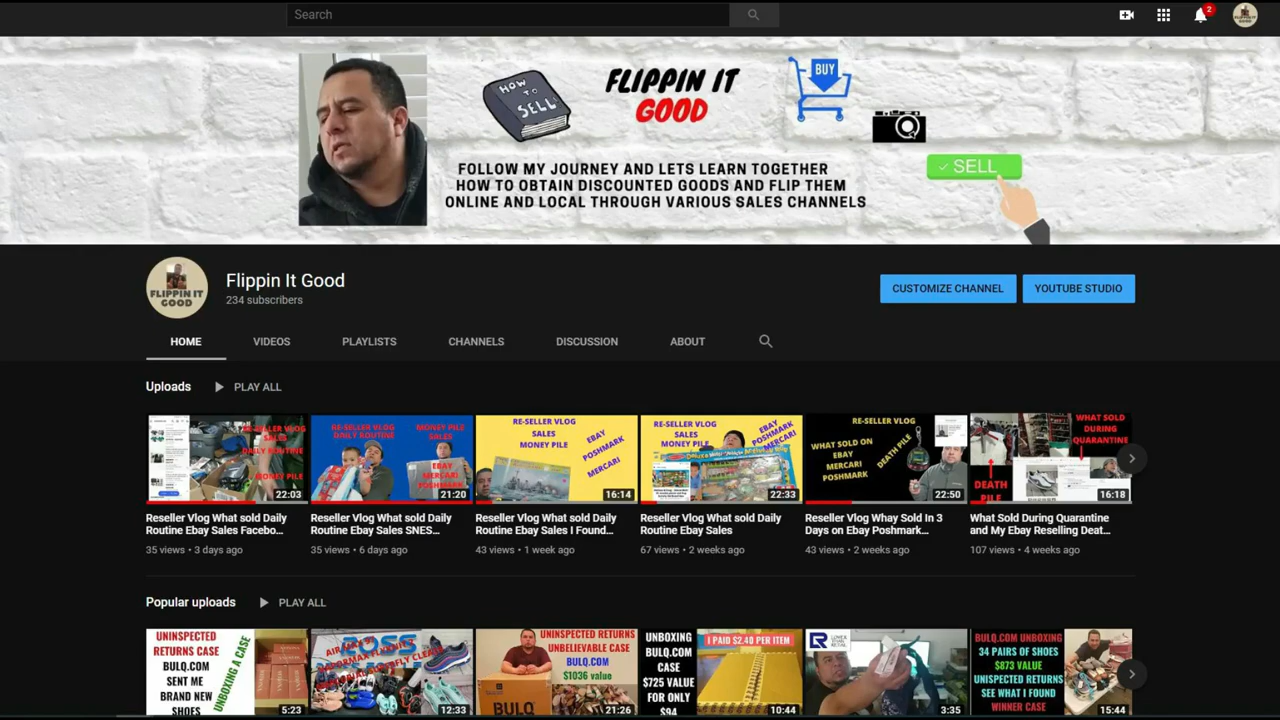 Search
2
HOW TO SELL
FLIPPIN IT
GOOD
BUY
SELL
FOLLOW MY JOURNEY AND LETS LEARN TOGETHER
HOW TO OBTAIN DISCOUNTED GOODS AND FLIP THEM
ONLINE AND LOCAL THROUGH VARIOUS SALES CHANNELS
FLIPPIN IT
GOOD
Flippin It Good
234 subscribers
CUSTOMIZE CHANNEL
YOUTUBE STUDIO
HOME VIDEOS PLAYLISTS CHANNELS DISCUSSION ABOUT
Uploads PLAY ALL
RE-SELLER VLOG
SALES
DAILY ROUTINE
MONEY PILE
22:03
RE-SELLER VLOG
DAILY ROUTINE
MONEY PILE
SALES
EBAY
MERCARI
POSHMARK
21:20
RE-SELLER VLOG
SALES
MONEY PILE
EBAY
POSHMARK
MERCARI
16:14
RE-SELLER VLOG
SALES
MONEY PILE
EBAY
POSHMARK
MERCARI
22:33
RE-SELLER VLOG
WHAT SOLD ON
EBAY
MERCARI
POSHMARK
DEATH PILE
22:50
WHAT SOLD
DURING
QUARANTINE
DEATH
PILE
16:18
Reseller Vlog What sold Daily
Routine Ebay Sales Facebo...
35 views • 3 days ago
Reseller Vlog What sold Daily
Routine Ebay Sales SNES...
35 views • 6 days ago
Reseller Vlog What sold Daily
Routine Ebay Sales I Found...
43 views • 1 week ago
Reseller Vlog What sold Daily
Routine Ebay Sales
67 views • 2 weeks ago
Reseller Vlog Whay Sold In 3
Days on Ebay Poshmark...
43 views • 2 weeks ago
What Sold During Quarantine
and My Ebay Reselling Deat...
107 views • 4 weeks ago
Popular uploads PLAY ALL
UNINSPECTED
RETURNS CASE
BULQ.COM
SENT ME
BRAND NEW
SHOES
UNBOXING A CASE
5:23
12:33
UNINSPECTED RETURNS
UNBELIEVABLE CASE
BULQ.COM
$1036 value
BULQ
21:26
UNBOXING
BULQ.COM
CASE
$725 VALUE
FOR ONLY
$94
I PAID $2.40 PER ITEM
10:44
3:35
BULQ.COM UNBOXING
34 PAIRS OF SHOES
$873 VALUE
UNINSPECTED RETURNS
SEE WHAT I FOUND
WINNER CASE
15:44